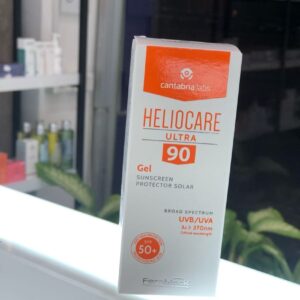 cantabria labs
HELIOCARE
ULTRA
90
Gel
SUNSCREEN
PROTECTOR SOLAR
BROAD SPECTRUM
UVB/UVA
SPF
50+